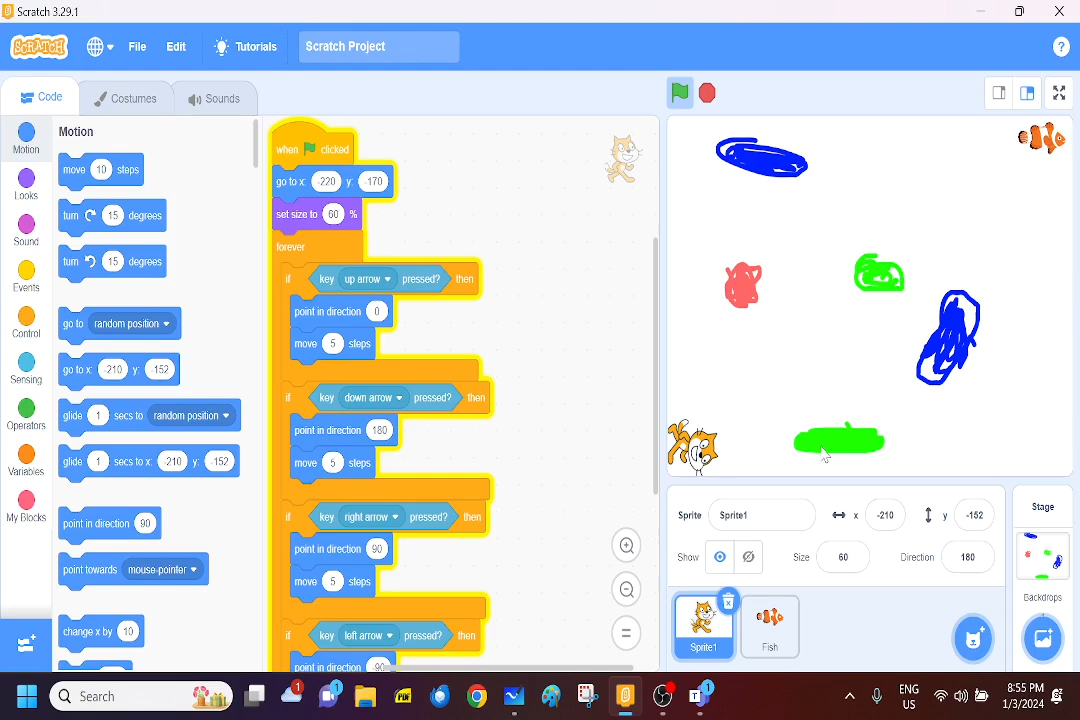 Scratch 3.29.1
SCRATCH File Edit Tutorials Scratch Project ?
Code Costumes Sounds
Motion
Looks
Sound
Events
Control
Sensing
Operators
Variables
My Blocks
Motion
move 10 steps
turn 15 degrees
turn 15 degrees
go to random position
go to x: -210 y: -152
glide 1 secs to random position
glide 1 secs to x: -210 y: -152
point in direction 90
point towards mouse-pointer
change x by 10
when clicked
go to x: -220 y: -170
set size to 60 %
forever
if key up arrow pressed? then
point in direction 0
move 5 steps
if key down arrow pressed? then
point in direction 180
move 5 steps
if key right arrow pressed? then
point in direction 90
move 5 steps
if key left arrow pressed? then
point in direction -90
Sprite Sprite1 x -210 y -152
Show Size 60 Direction 180
Sprite1
Fish
Stage
Backdrops
Search
1
1
PDF
1
ENG
US
8:55 PM
1/3/2024